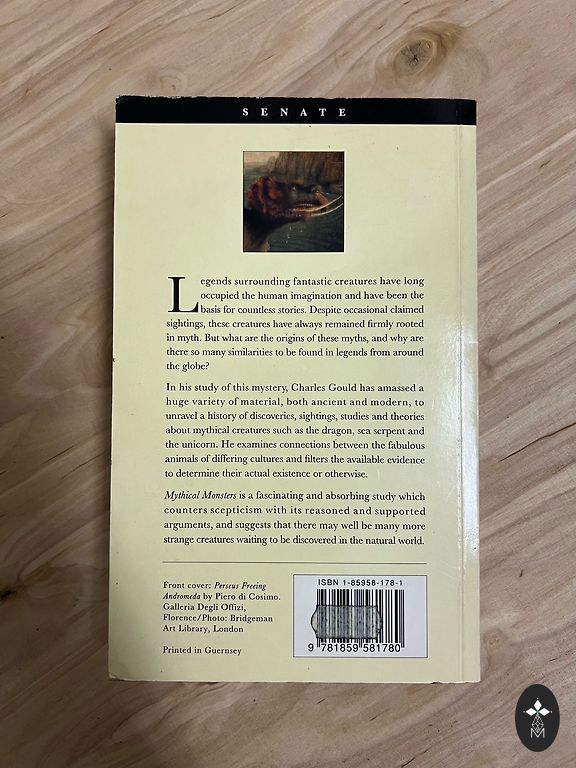 SENATE
Legends surrounding fantastic creatures have long
occupied the human imagination and have been the
basis for countless stories. Despite occasional claimed
sightings, these creatures have always remained firmly rooted
in myth. But what are the origins of these myths, and why are
there so many similarities to be found in legends from around
the globe?
In his study of this mystery, Charles Gould has amassed a
huge variety of material, both ancient and modern, to
unravel a history of discoveries, sightings, studies and theories
about mythical creatures such as the dragon, sea serpent and
the unicorn. He examines connections between the fabulous
animals of differing cultures and filters the available evidence
to determine their actual existence or otherwise.
Mythical Monsters is a fascinating and absorbing study which
counters scepticism with its reasoned and supported
arguments, and suggests that there may well be many more
strange creatures waiting to be discovered in the natural world.
Front cover: Perseus Freeing
Andromeda by Piero di Cosimo.
Galleria Degli Offizi,
Florence/Photo: Bridgeman
Art Library, London
Printed in Guernsey
ISBN 1-85958-178-1
9 781859 581780
M